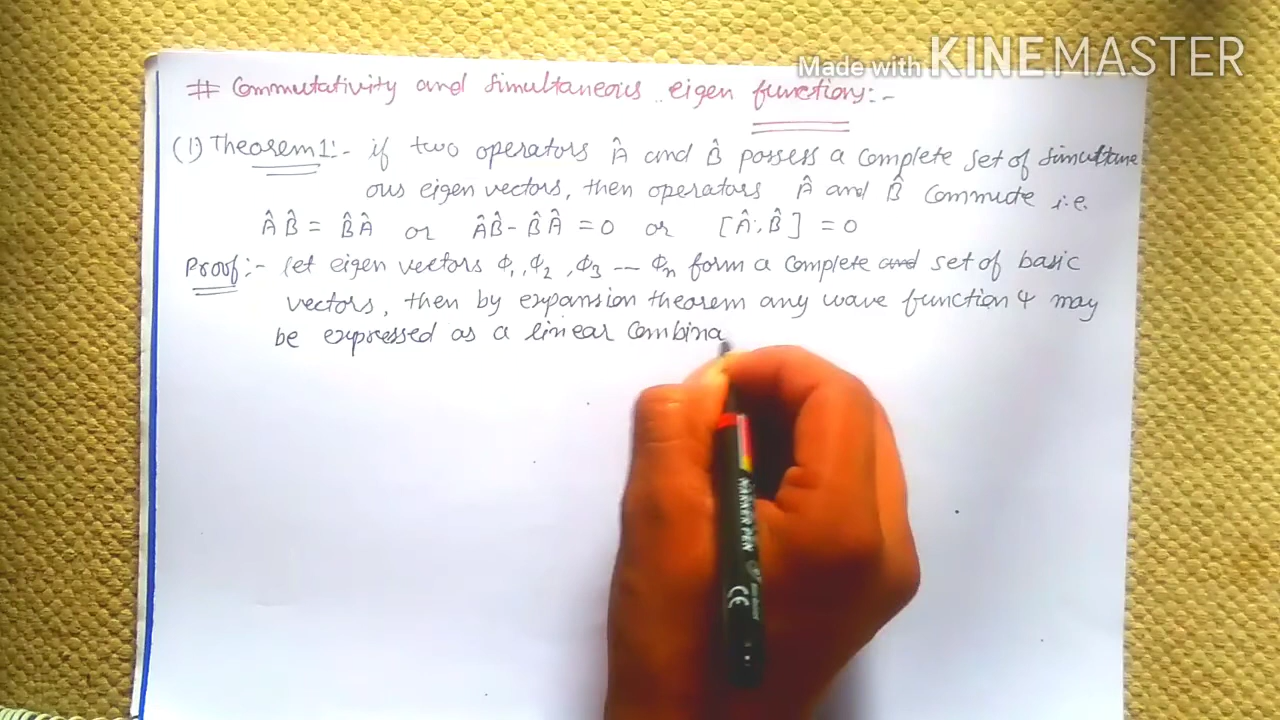 Made with KINEMASTER
# Commutativity and Simultaneous eigen functions:-
(1) Theorem 1:- if two operators Â and B̂ possess a complete set of simultane
ous eigen vectors, then operators Â and B̂ Commute i.e.
ÂB̂ = B̂Â or ÂB̂ - B̂Â = 0 or [Â, B̂] = 0
Proof:- let eigen vectors Φ₁, Φ₂, Φ₃ --- Φn form a complete and set of basic
vectors, then by expansion theorem any wave function Ψ may
be expressed as a linear Combina
MARKER PEN
CE